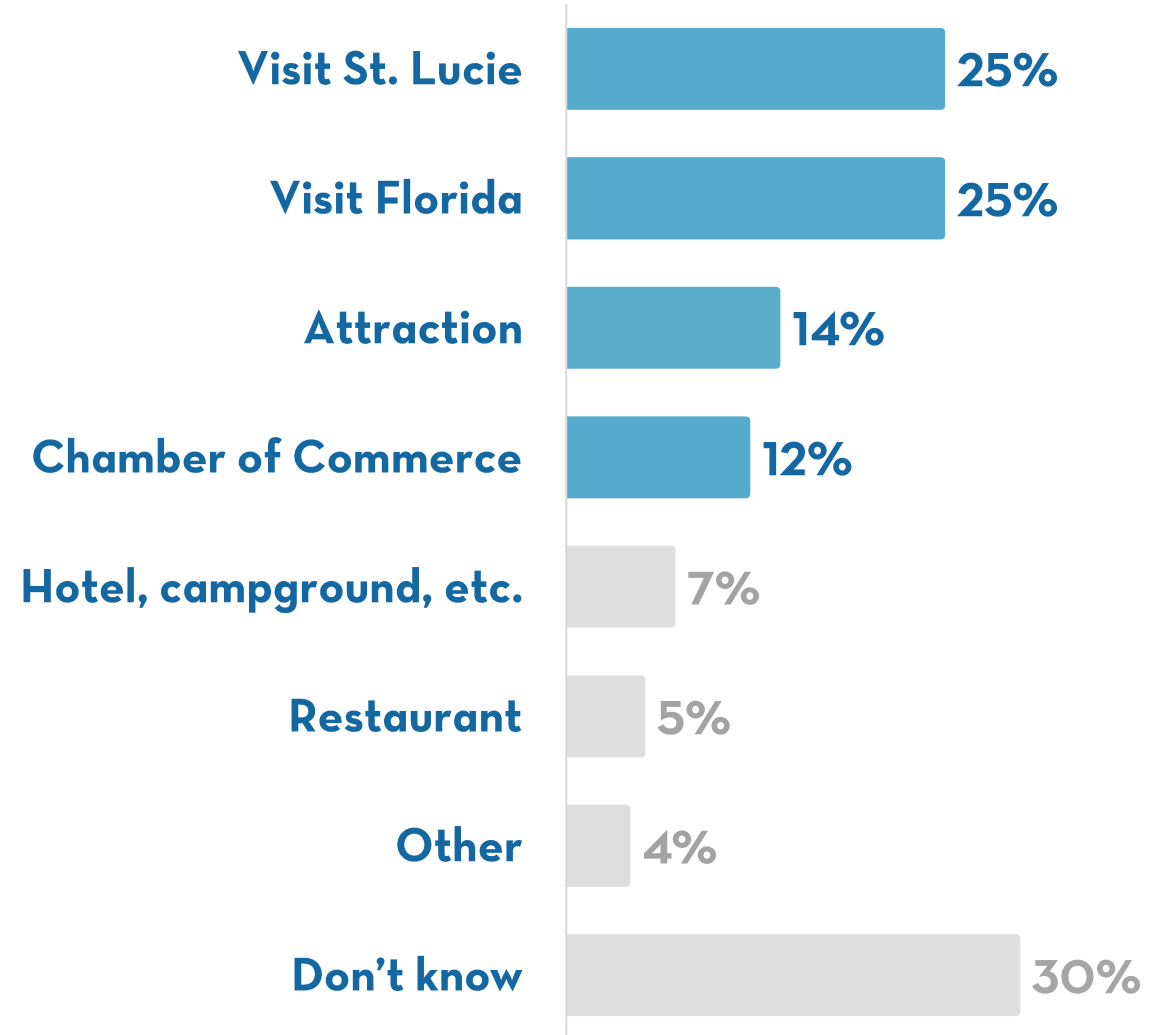 Visit St. Lucie 25%
Visit Florida 25%
Attraction 14%
Chamber of Commerce 12%
Hotel, campground, etc. 7%
Restaurant 5%
Other 4%
Don’t know 30%